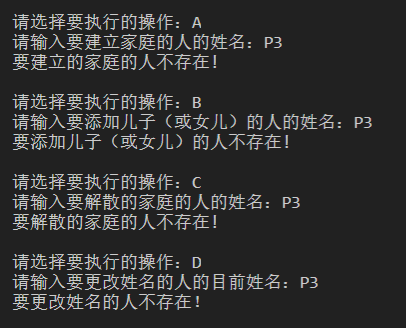 请选择要执行的操作：A
请输入要建立家庭的人的姓名：P3
要建立的家庭的人不存在!
请选择要执行的操作：B
请输入要添加儿子（或女儿）的人的姓名：P3
要添加儿子（或女儿）的人不存在!
请选择要执行的操作：C
请输入要解散的家庭的人的姓名：P3
要解散的家庭的人不存在!
请选择要执行的操作：D
请输入要更改姓名的人的目前姓名：P3
要更改姓名的人不存在！